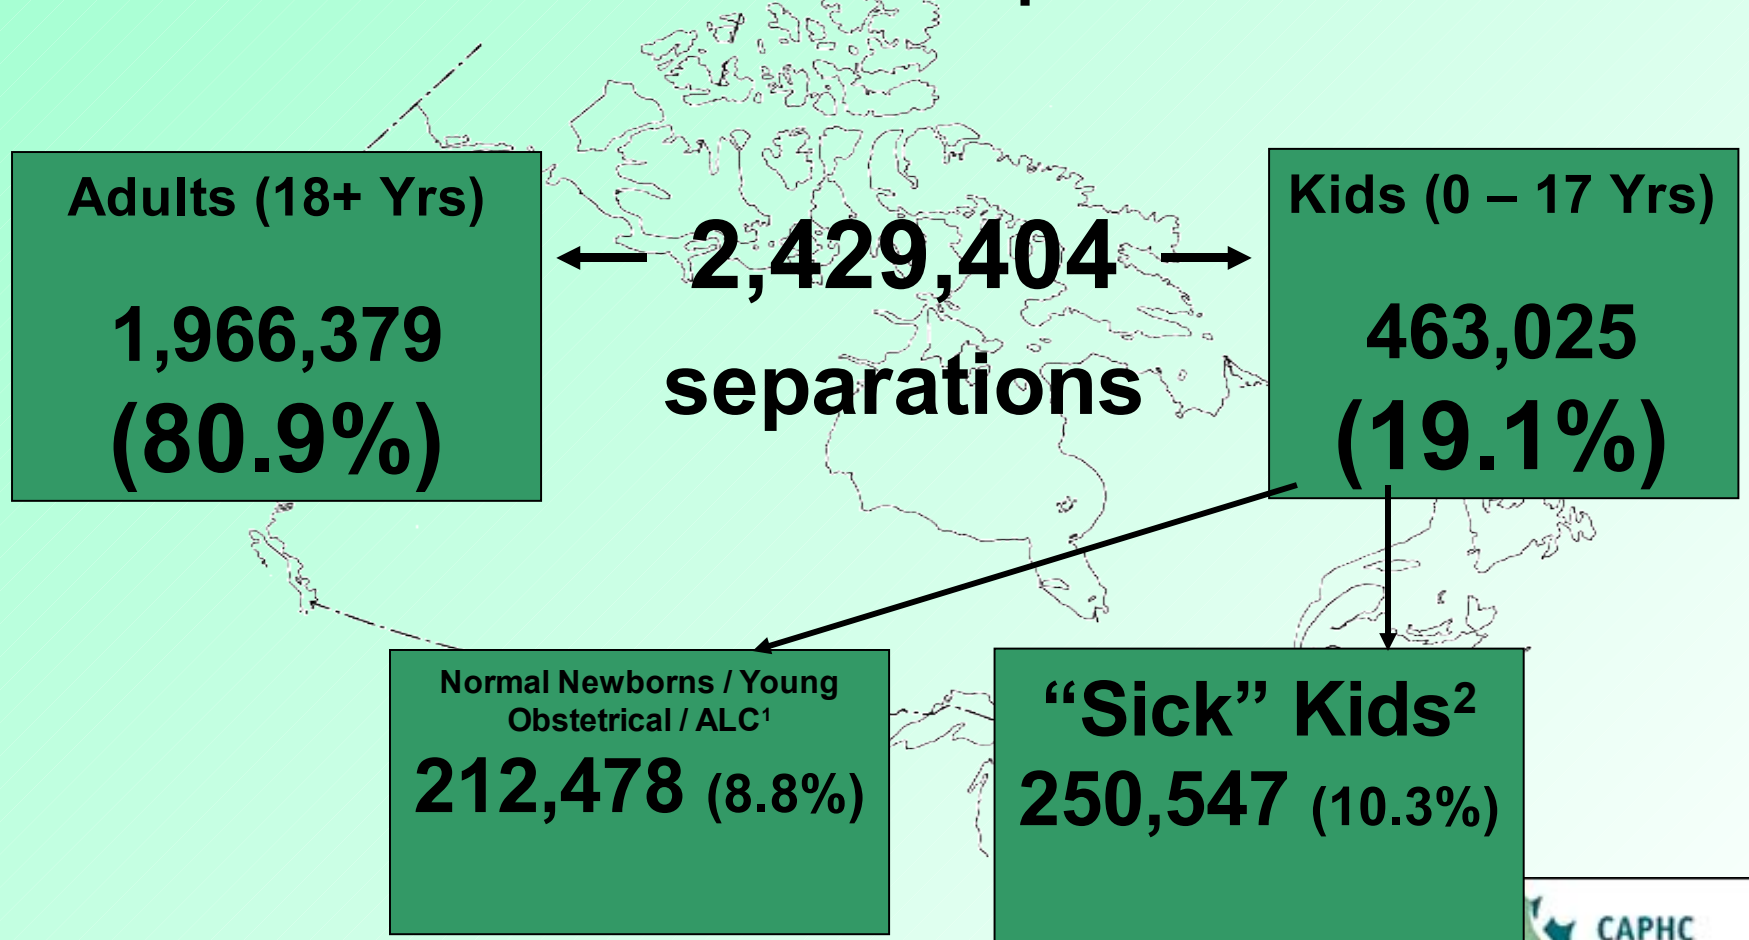 Adults (18+ Yrs)
1,966,379
(80.9%)
2,429,404
separations
Kids (0 – 17 Yrs)
463,025
(19.1%)
Normal Newborns / Young
Obstetrical / ALC¹
212,478 (8.8%)
“Sick” Kids²
250,547 (10.3%)
CAPHC